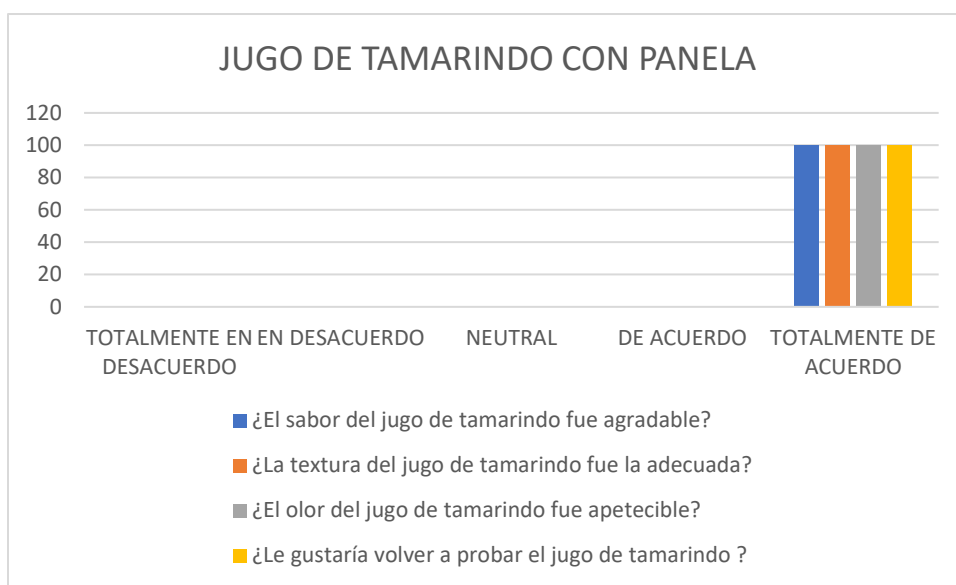 JUGO DE TAMARINDO CON PANELA
120
100
80
60
40
20
0
TOTALMENTE EN DESACUERDO
EN DESACUERDO
NEUTRAL
DE ACUERDO
TOTALMENTE DE ACUERDO
¿El sabor del jugo de tamarindo fue agradable?
¿La textura del jugo de tamarindo fue la adecuada?
¿El olor del jugo de tamarindo fue apetecible?
¿Le gustaría volver a probar el jugo de tamarindo ?